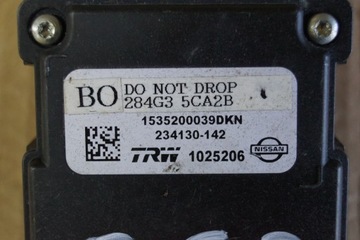 BO DO NOT DROP
284G3 5CA2B
1535200039DKN
234130-142
TRW 1025206 NISSAN